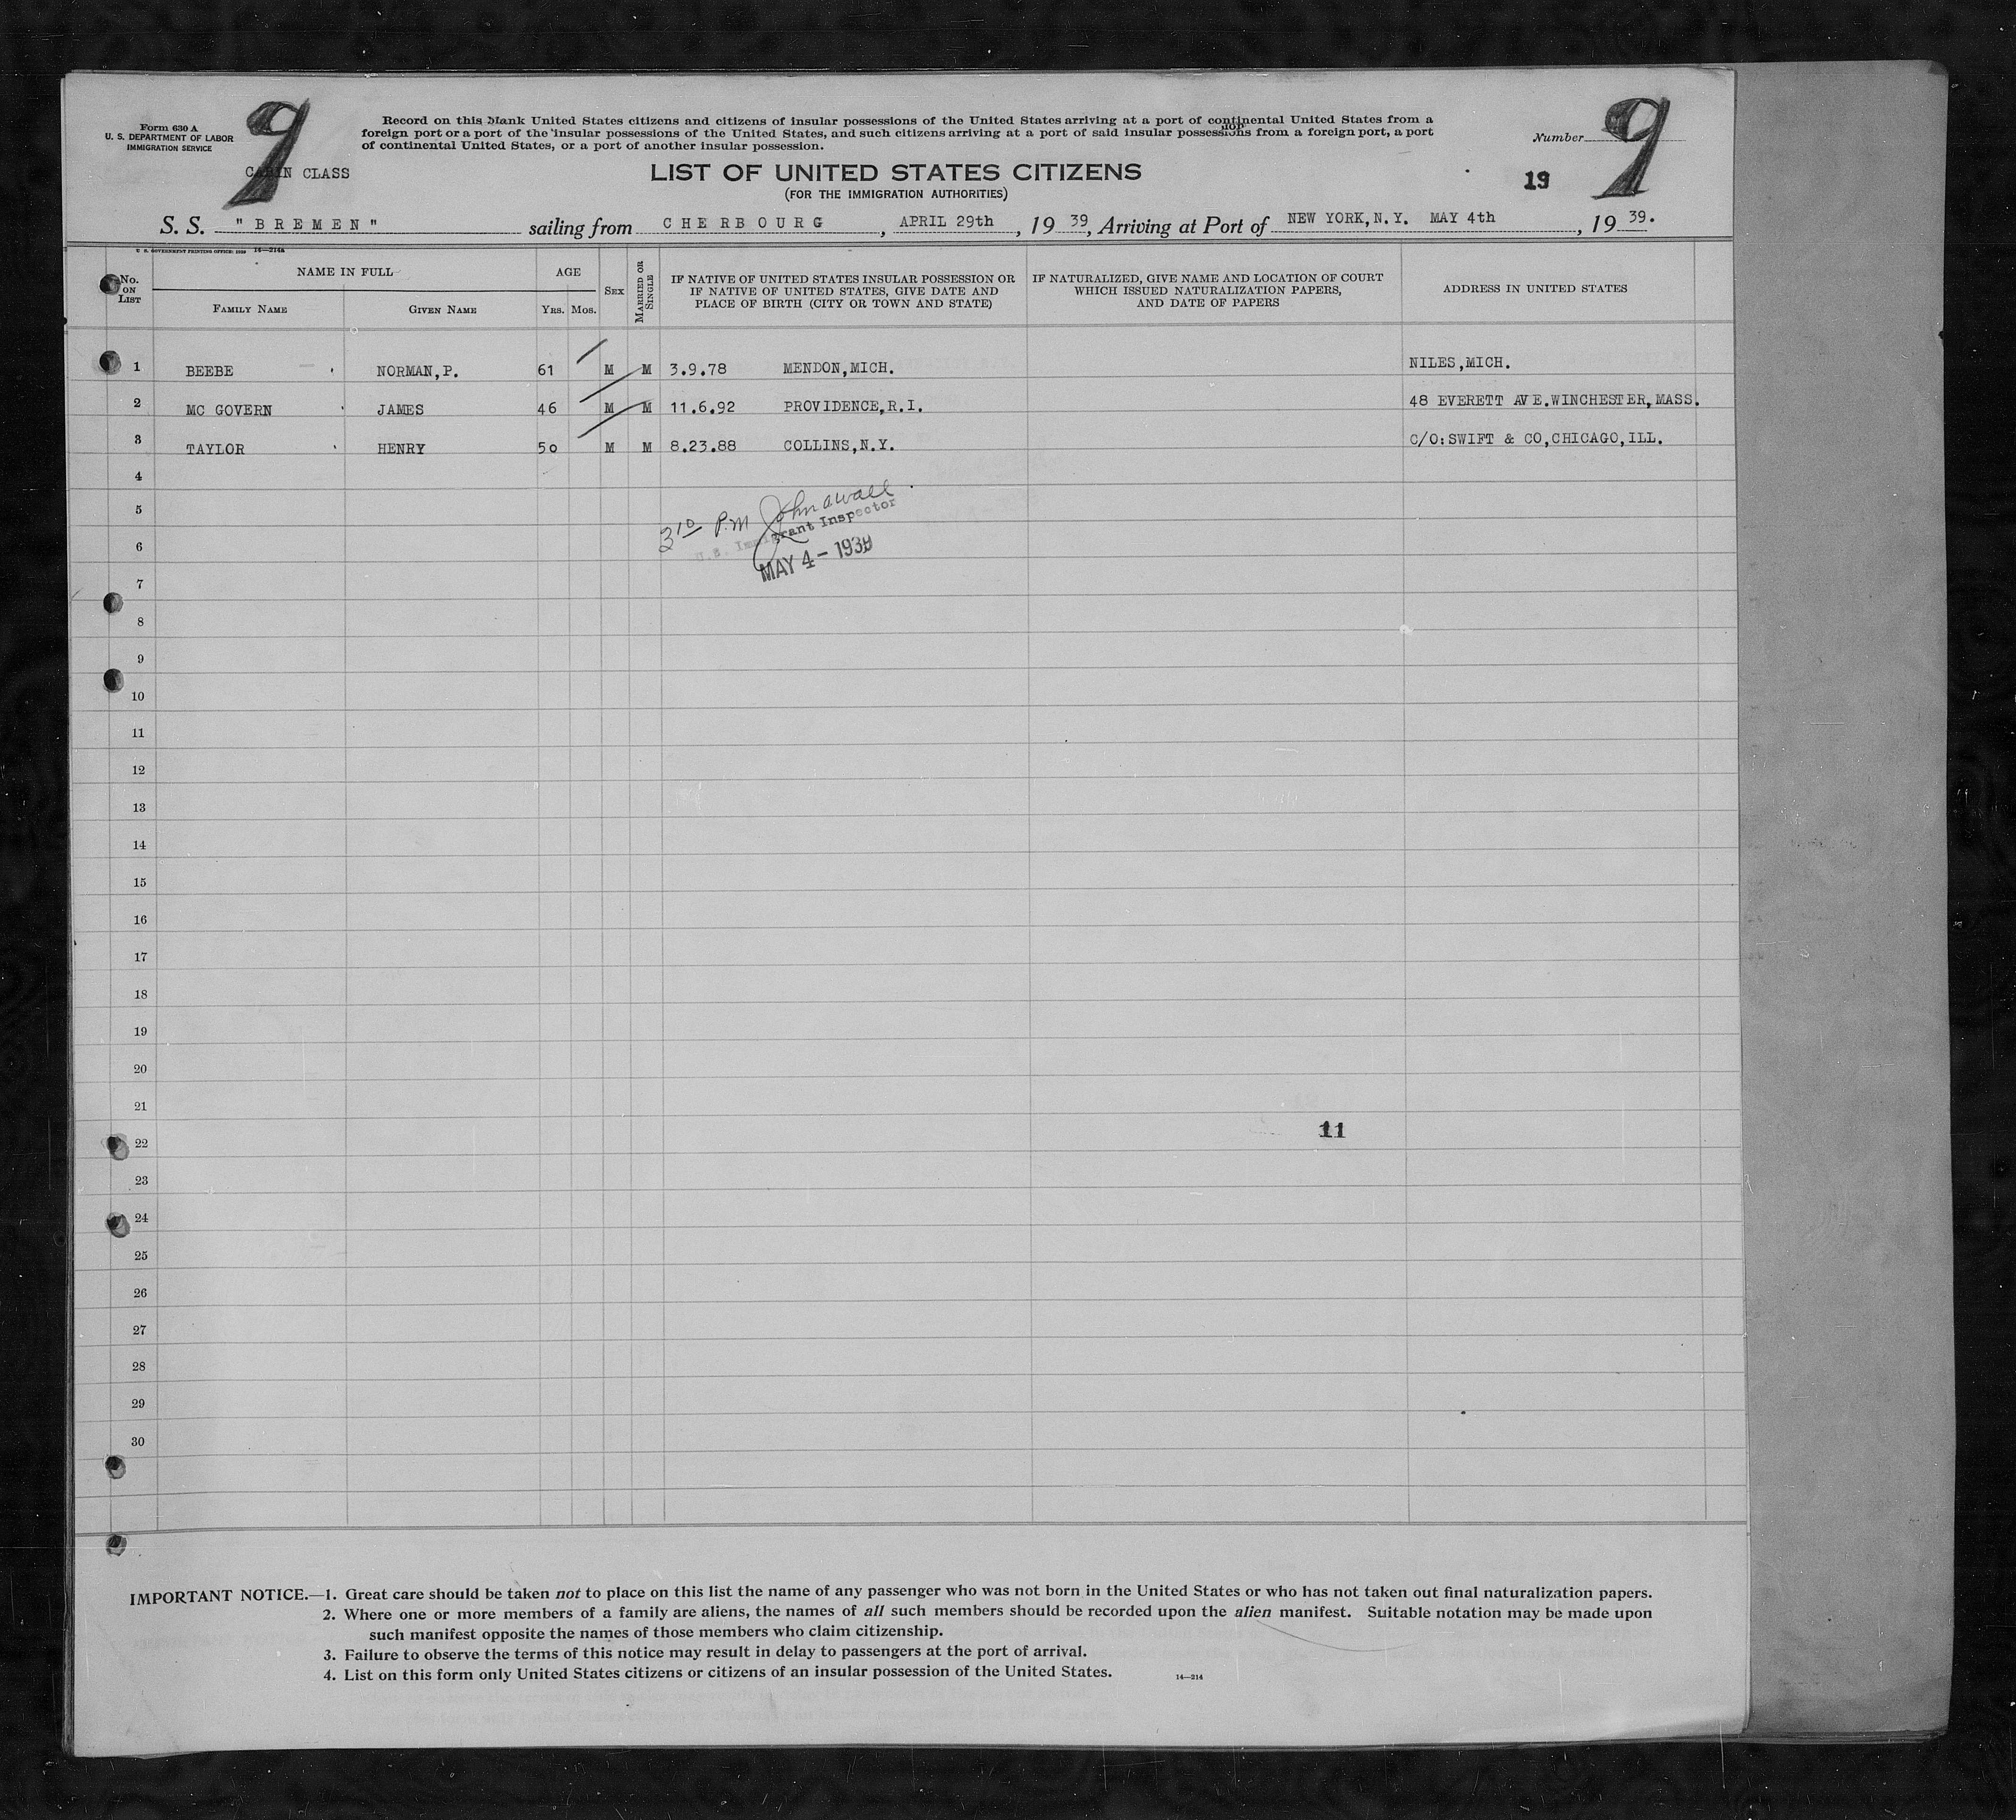 Form 630 A
U. S. DEPARTMENT OF LABOR
IMMIGRATION SERVICE
9
CABIN CLASS
Record on this blank United States citizens and citizens of insular possessions of the United States arriving at a port of continental United States from a
foreign port or a port of the insular possessions of the United States, and such citizens arriving at a port of said insular possessions from a foreign port, a port
of continental United States, or a port of another insular possession.
Number 9
LIST OF UNITED STATES CITIZENS
(FOR THE IMMIGRATION AUTHORITIES)
19
S. S. "BREMEN" sailing from CHERBOURG, APRIL 29th, 19 39, Arriving at Port of NEW YORK, N.Y. MAY 4th, 19 39.
U. S. GOVERNMENT PRINTING OFFICE: 14—214a
No. ON LIST
NAME IN FULL
FAMILY NAME
GIVEN NAME
AGE
YRS. MOS.
SEX
MARRIED OR SINGLE
IF NATIVE OF UNITED STATES INSULAR POSSESSION OR
IF NATIVE OF UNITED STATES, GIVE DATE AND
PLACE OF BIRTH (CITY OR TOWN AND STATE)
IF NATURALIZED, GIVE NAME AND LOCATION OF COURT
WHICH ISSUED NATURALIZATION PAPERS,
AND DATE OF PAPERS
ADDRESS IN UNITED STATES
1 BEEBE NORMAN,P. 61 M M 3.9.78 MENDON,MICH. NILES,MICH.
2 MC GOVERN JAMES 46 M M 11.6.92 PROVIDENCE,R.I. 48 EVERETT AVE.WINCHESTER,MASS.
3 TAYLOR HENRY 50 M M 8.23.88 COLLINS,N.Y. C/O:SWIFT & CO,CHICAGO,ILL.
4
5
3 10 P.M John
U.S. Immigrant Inspector
6
MAY 4 - 1939
7
8
9
10
11
12
13
14
15
16
17
18
19
20
21
22
11
23
24
25
26
27
28
29
30
IMPORTANT NOTICE.—1. Great care should be taken not to place on this list the name of any passenger who was not born in the United States or who has not taken out final naturalization papers.
2. Where one or more members of a family are aliens, the names of all such members should be recorded upon the alien manifest. Suitable notation may be made upon
such manifest opposite the names of those members who claim citizenship.
3. Failure to observe the terms of this notice may result in delay to passengers at the port of arrival.
4. List on this form only United States citizens or citizens of an insular possession of the United States.
14—214